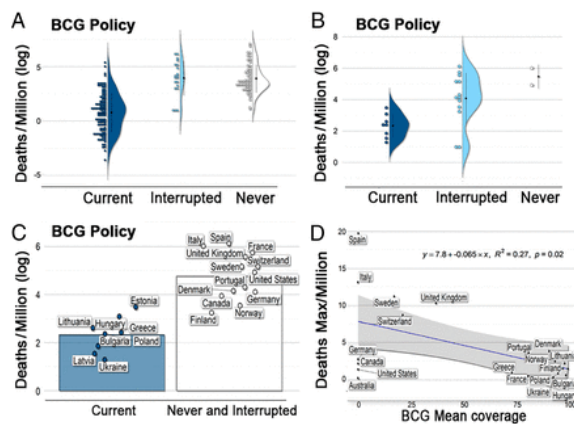 A
BCG Policy
Deaths/Million (log)
5
0
-5
Current Interrupted Never
B
BCG Policy
Deaths/Million (log)
6
4
2
0
Current Interrupted Never
C
BCG Policy
Deaths/Million (log)
6
4
2
0
Italy Spain
France
United Kingdom
Switzerland
Sweden
Portugal United States
Denmark
Germany
Canada
Norway
Finland
Estonia
Lithuania
Hungary
Greece
Bulgaria Poland
Latvia
Ukraine
Current Never and Interrupted
D
Deaths Max/Million
20
15
10
5
0
y = 7.8 + -0.065 × x, R² = 0.27, p = 0.02
Spain
Italy
Sweden
United Kingdom
Switzerland
Germany
Canada
United States
Australia
Portugal
Denmark
Norway
Greece
Finland
France
Poland
Ukraine
0 25 50 75
BCG Mean coverage